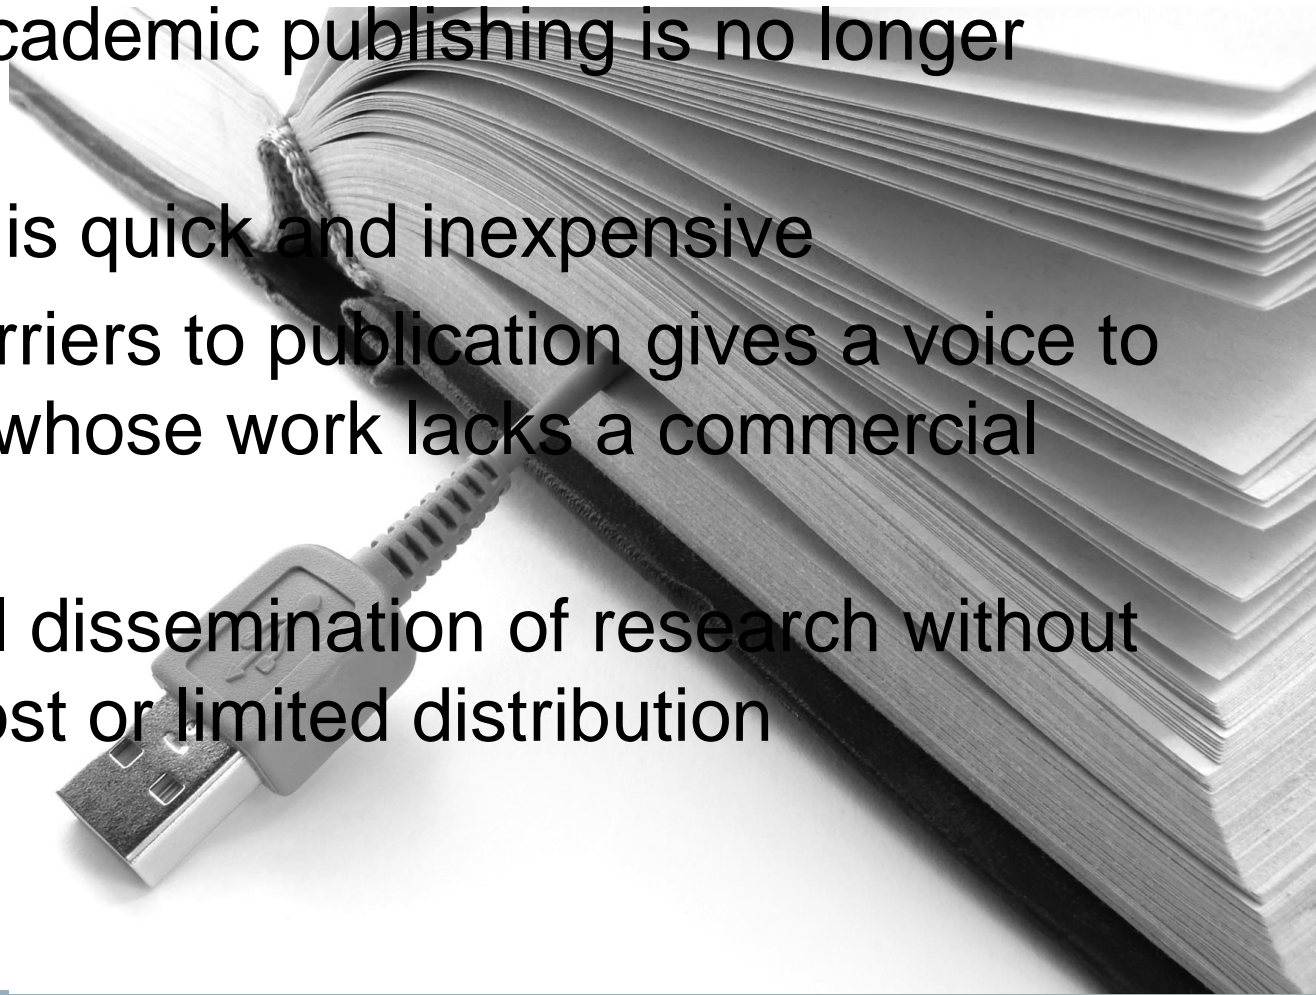 cademic publishing is no longer
is quick and inexpensive
rriers to publication gives a voice to
whose work lacks a commercial
dissemination of research without
ost or limited distribution